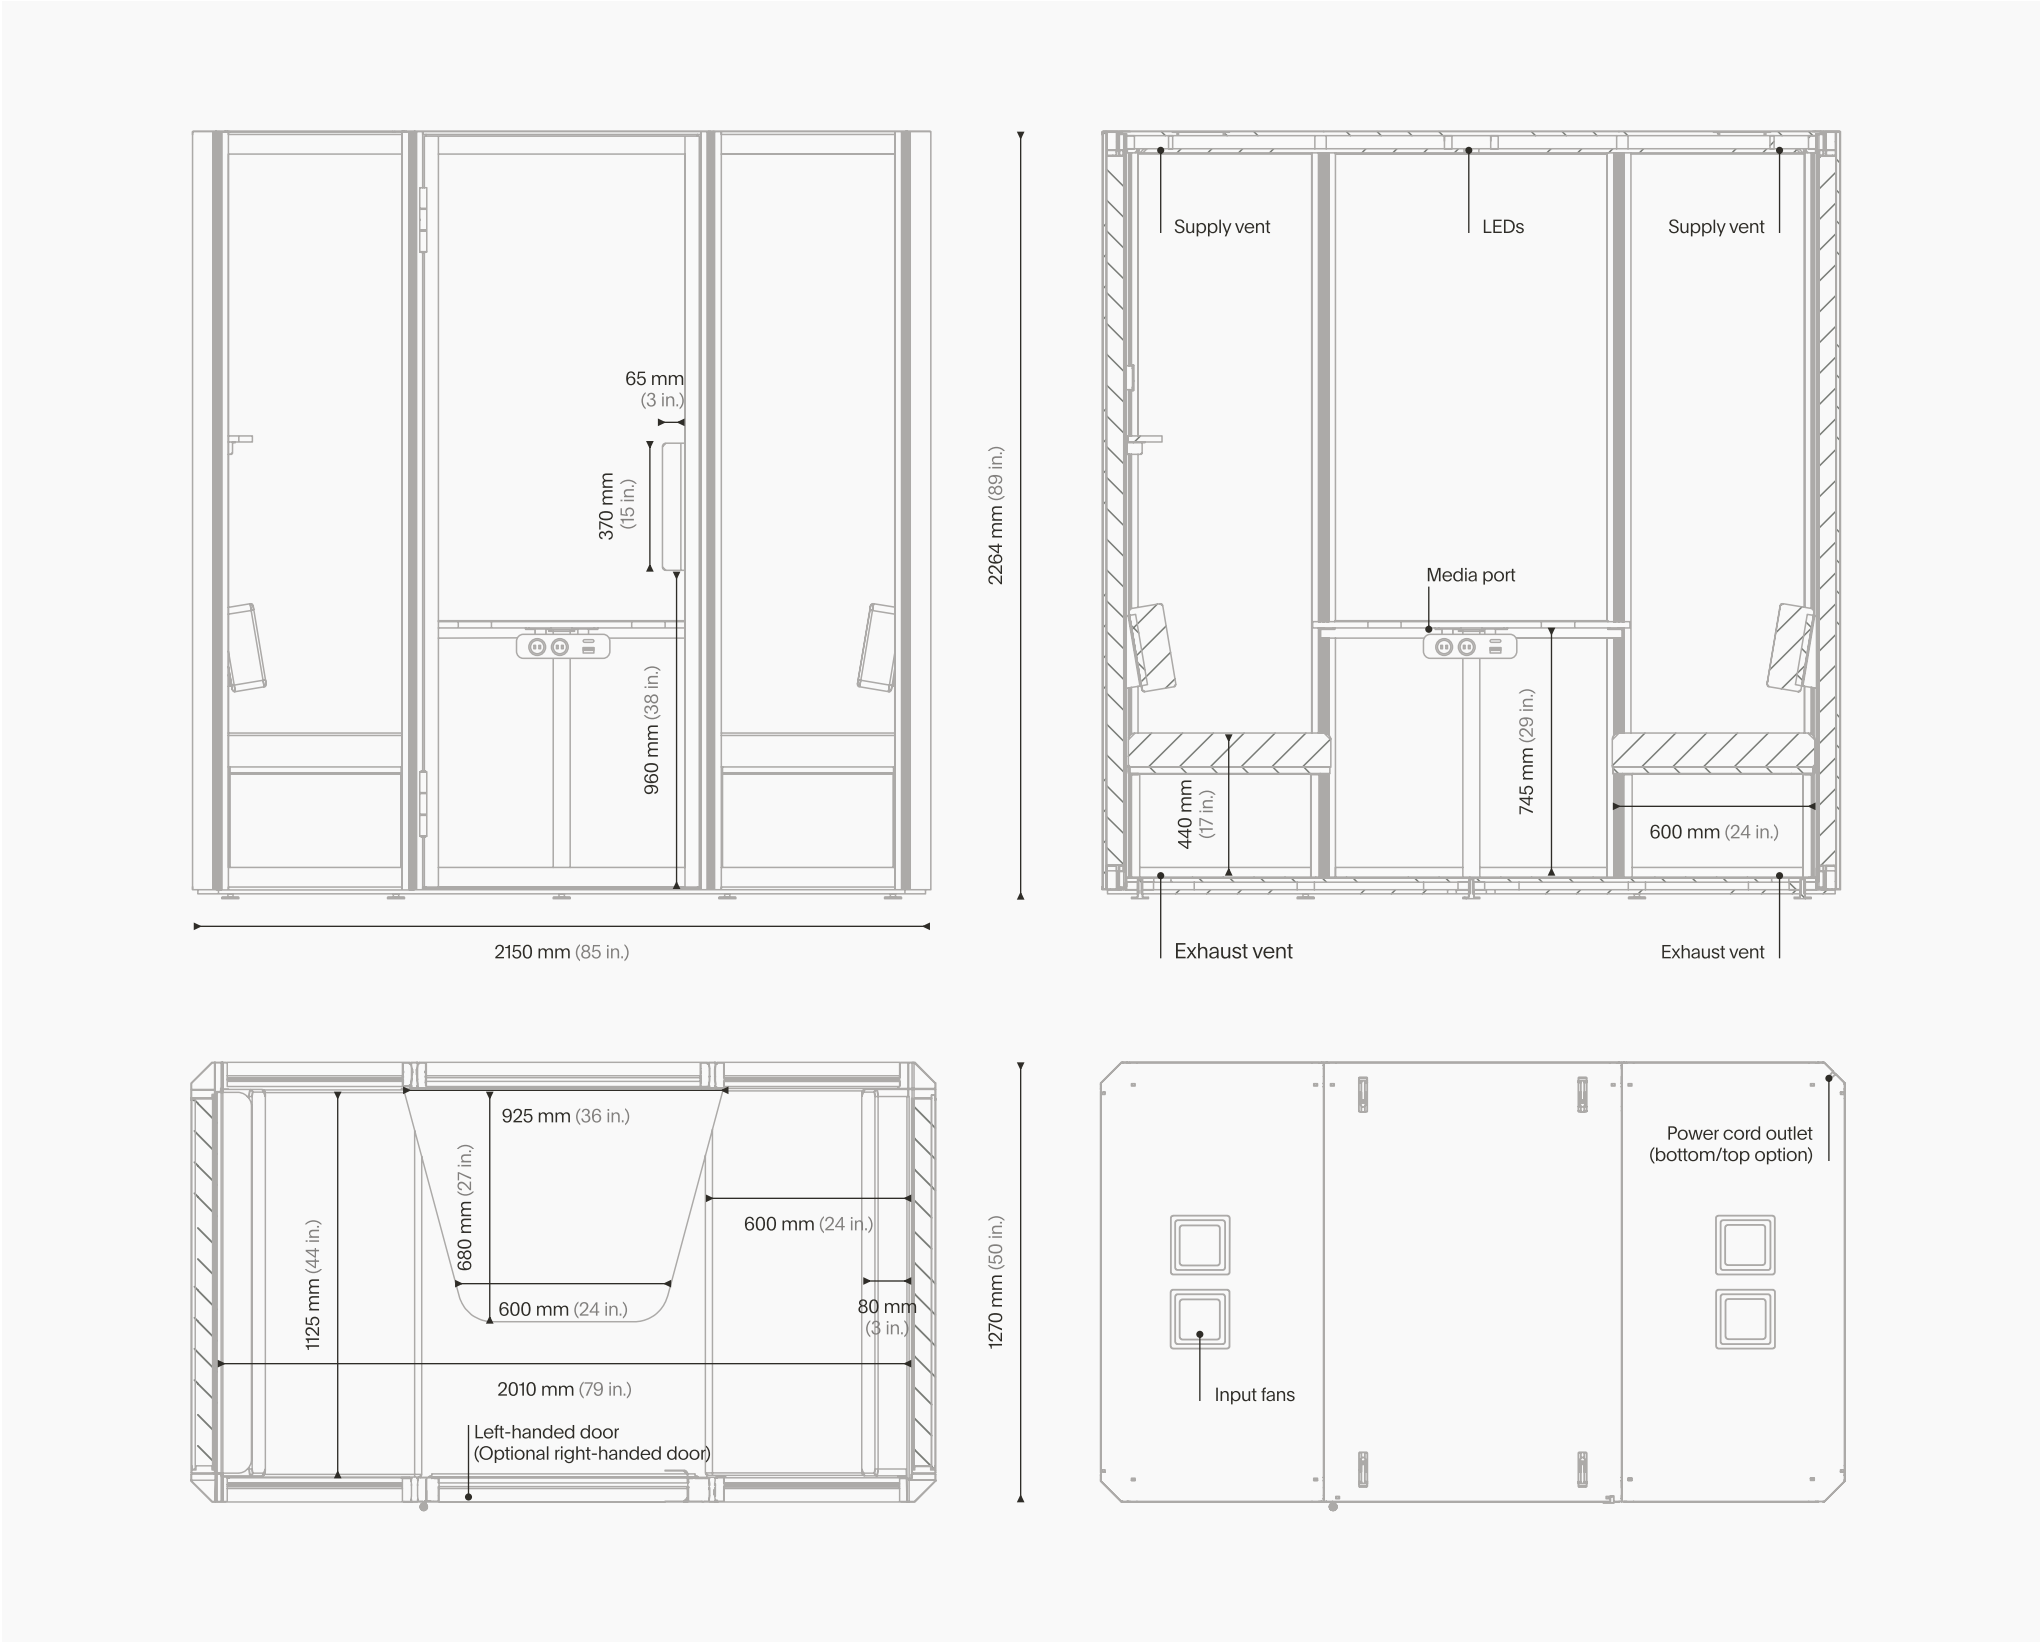 65 mm
(3 in.)
370 mm
(15 in.)
960 mm (38 in.)
2150 mm (85 in.)
2264 mm (89 in.)
Supply vent
LEDs
Supply vent
Media port
440 mm
(17 in.)
745 mm (29 in.)
600 mm (24 in.)
Exhaust vent
Exhaust vent
925 mm (36 in.)
680 mm (27 in.)
600 mm (24 in.)
1125 mm (44 in.)
600 mm (24 in.)
80 mm
(3 in.)
2010 mm (79 in.)
Left-handed door
(Optional right-handed door)
1270 mm (50 in.)
Power cord outlet
(bottom/top option)
Input fans